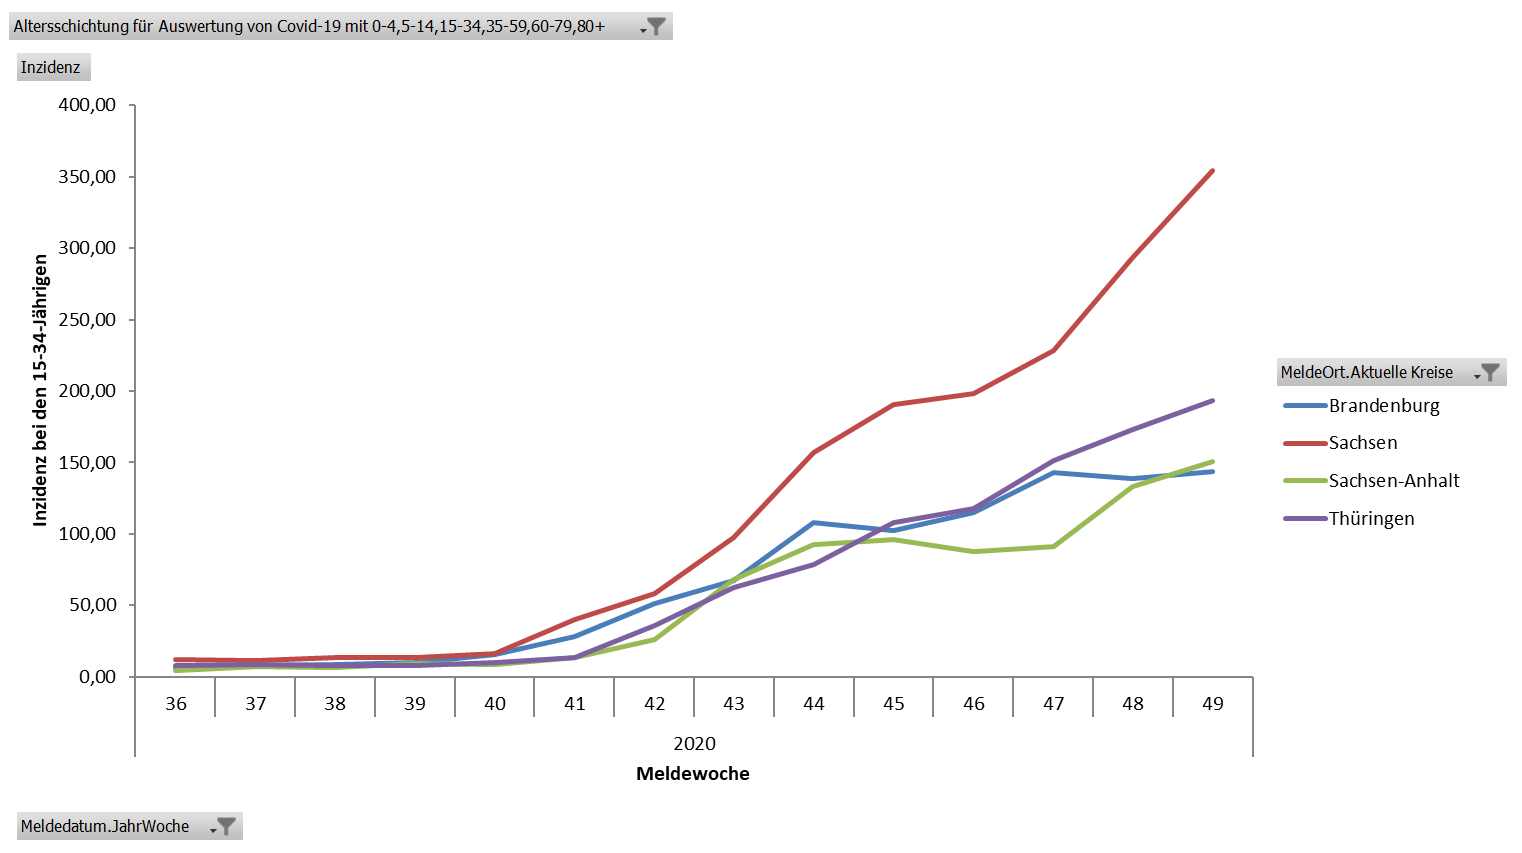 Altersschichtung für Auswertung von Covid-19 mit 0-4,5-14,15-34,35-59,60-79,80+
Inzidenz
400,00
350,00
300,00
250,00
200,00
150,00
100,00
50,00
0,00
Inzidenz bei den 15-34-Jährigen
36 37 38 39 40 41 42 43 44 45 46 47 48 49
2020
Meldewoche
MeldeOrt.Aktuelle Kreise
Brandenburg
Sachsen
Sachsen-Anhalt
Thüringen
Meldedatum.JahrWoche